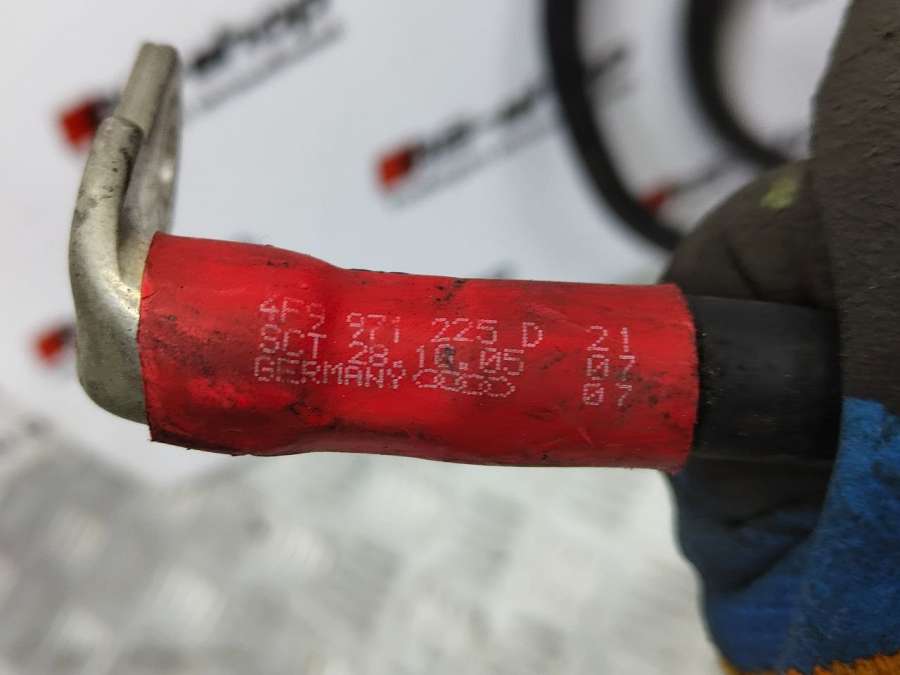 4F9 971 225 D 21
SCT 28.10.05 07
GERMANY 07